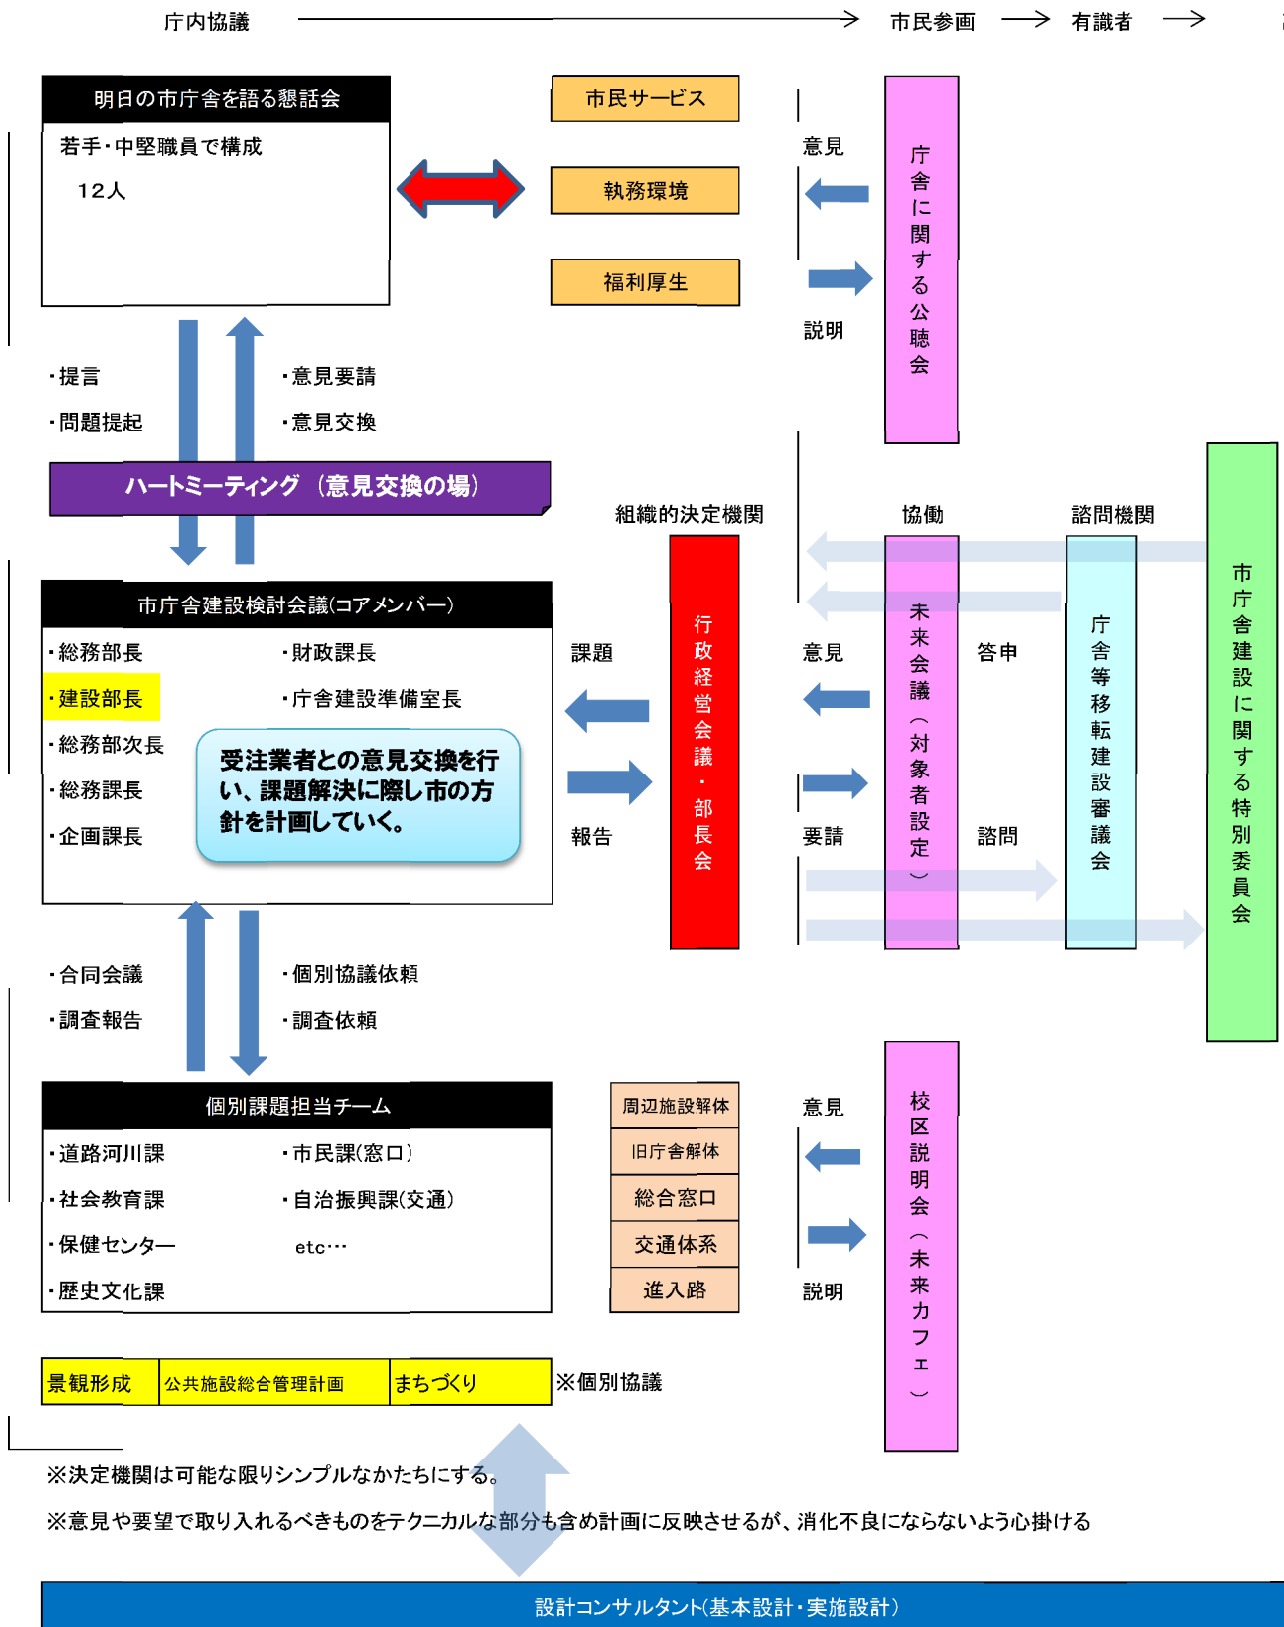 庁内協議
市民参画
有識者
明日の市庁舎を語る懇話会
若手・中堅職員で構成
12人
市民サービス
執務環境
福利厚生
意見
説明
庁舎に関する公聴会
・提言
・問題提起
・意見要請
・意見交換
ハートミーティング （意見交換の場）
組織的決定機関
協働
諮問機関
市庁舎建設検討会議(コアメンバー）
・総務部長
・建設部長
・総務部次長
・総務課長
・企画課長
・財政課長
・庁舎建設準備室長
受注業者との意見交換を行
い、課題解決に際し市の方
針を計画していく。
課題
報告
行政経営会議・部長会
意見
要請
未来会議（対象者設定）
答申
諮問
庁舎等移転建設審議会
市庁舎建設に関する特別委員会
・合同会議
・調査報告
・個別協議依頼
・調査依頼
個別課題担当チーム
・道路河川課
・社会教育課
・保健センター
・歴史文化課
・市民課(窓口）
・自治振興課(交通）
etc…
周辺施設解体
旧庁舎解体
総合窓口
交通体系
進入路
意見
説明
校区説明会（未来カフェ）
景観形成
公共施設総合管理計画
まちづくり
※個別協議
※決定機関は可能な限りシンプルなかたちにする。
※意見や要望で取り入れるべきものをテクニカルな部分も含め計画に反映させるが、消化不良にならないよう心掛ける
設計コンサルタント(基本設計・実施設計）